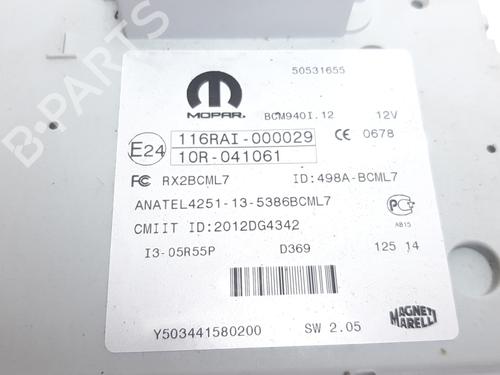 B-PARTS
50531655
MOPAR.
BCM940I.12 12V
E24
116RAI-000029
10R-041061
CE 0678
FC RX2BCML7 ID:498A-BCML7
ANATEL4251-13-5386BCML7
CMIIT ID:2012DG4342
АБ15
I3-05R55P D369 125 14
Y503441580200 SW 2.05
MAGNETI
MARELLI